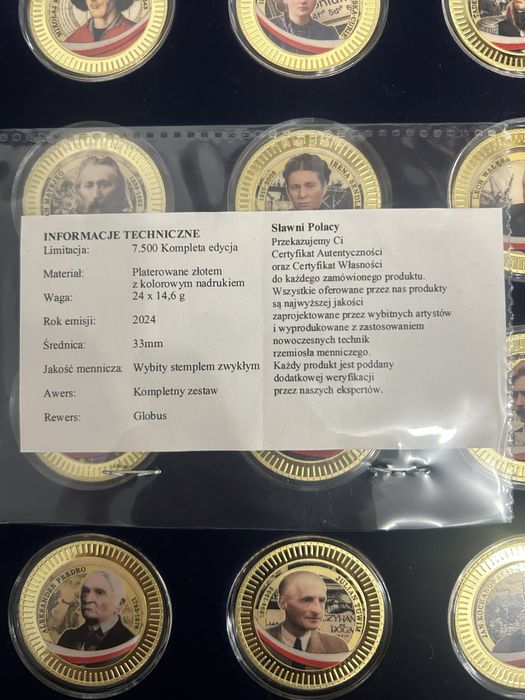 IRENA SENDLER
1910-2008
LECH WAŁĘSA
INFORMACJE TECHNICZNE
Limitacja: 7.500 Kompleta edycja
Materiał: Platerowane złotem
z kolorowym nadrukiem
Waga: 24 x 14,6 g
Rok emisji: 2024
Średnica: 33mm
Jakość mennicza: Wybity stemplem zwykłym
Awers: Kompletny zestaw
Rewers: Globus
Sławni Polacy
Przekazujemy Ci
Certyfikat Autentyczności
oraz Certyfikat Własności
do każdego zamówionego produktu.
Wszystkie oferowane przez nas produkty
są najwyższej jakości
zaprojektowane przez wybitnych artystów
i wyprodukowane z zastosowaniem
nowoczesnych technik
rzemiosła menniczego.
Każdy produkt jest poddany
dodatkowej weryfikacji
przez naszych ekspertów.
ALEKSANDER FREDRO
JULIAN TUWIM